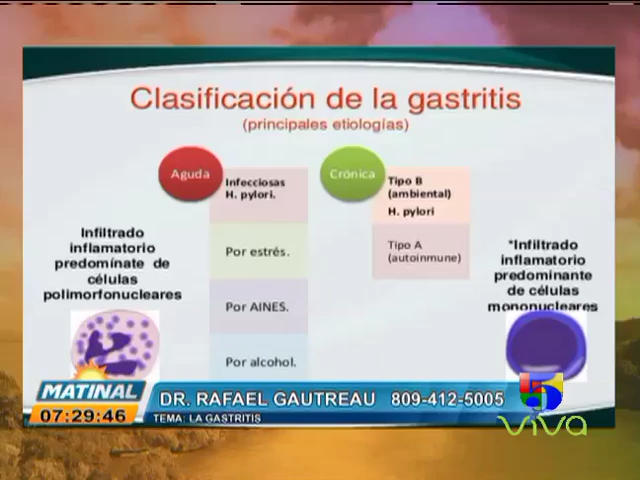 Clasificación de la gastritis
(principales etiologías)
Aguda
Infecciosas
H. pylori.
Por estrés.
Por AINES.
Por alcohol.
Crónica
Tipo B
(ambiental)
H. pylori
Tipo A
(autoinmune)
Infiltrado
inflamatorio
predomínate de
células
polimorfonucleares
*Infiltrado
inflamatorio
predominante
de células
mononucleares
MATINAL
07:29:46
DR. RAFAEL GAUTREAU 809-412-5005
TEMA: LA GASTRITIS
5
viva